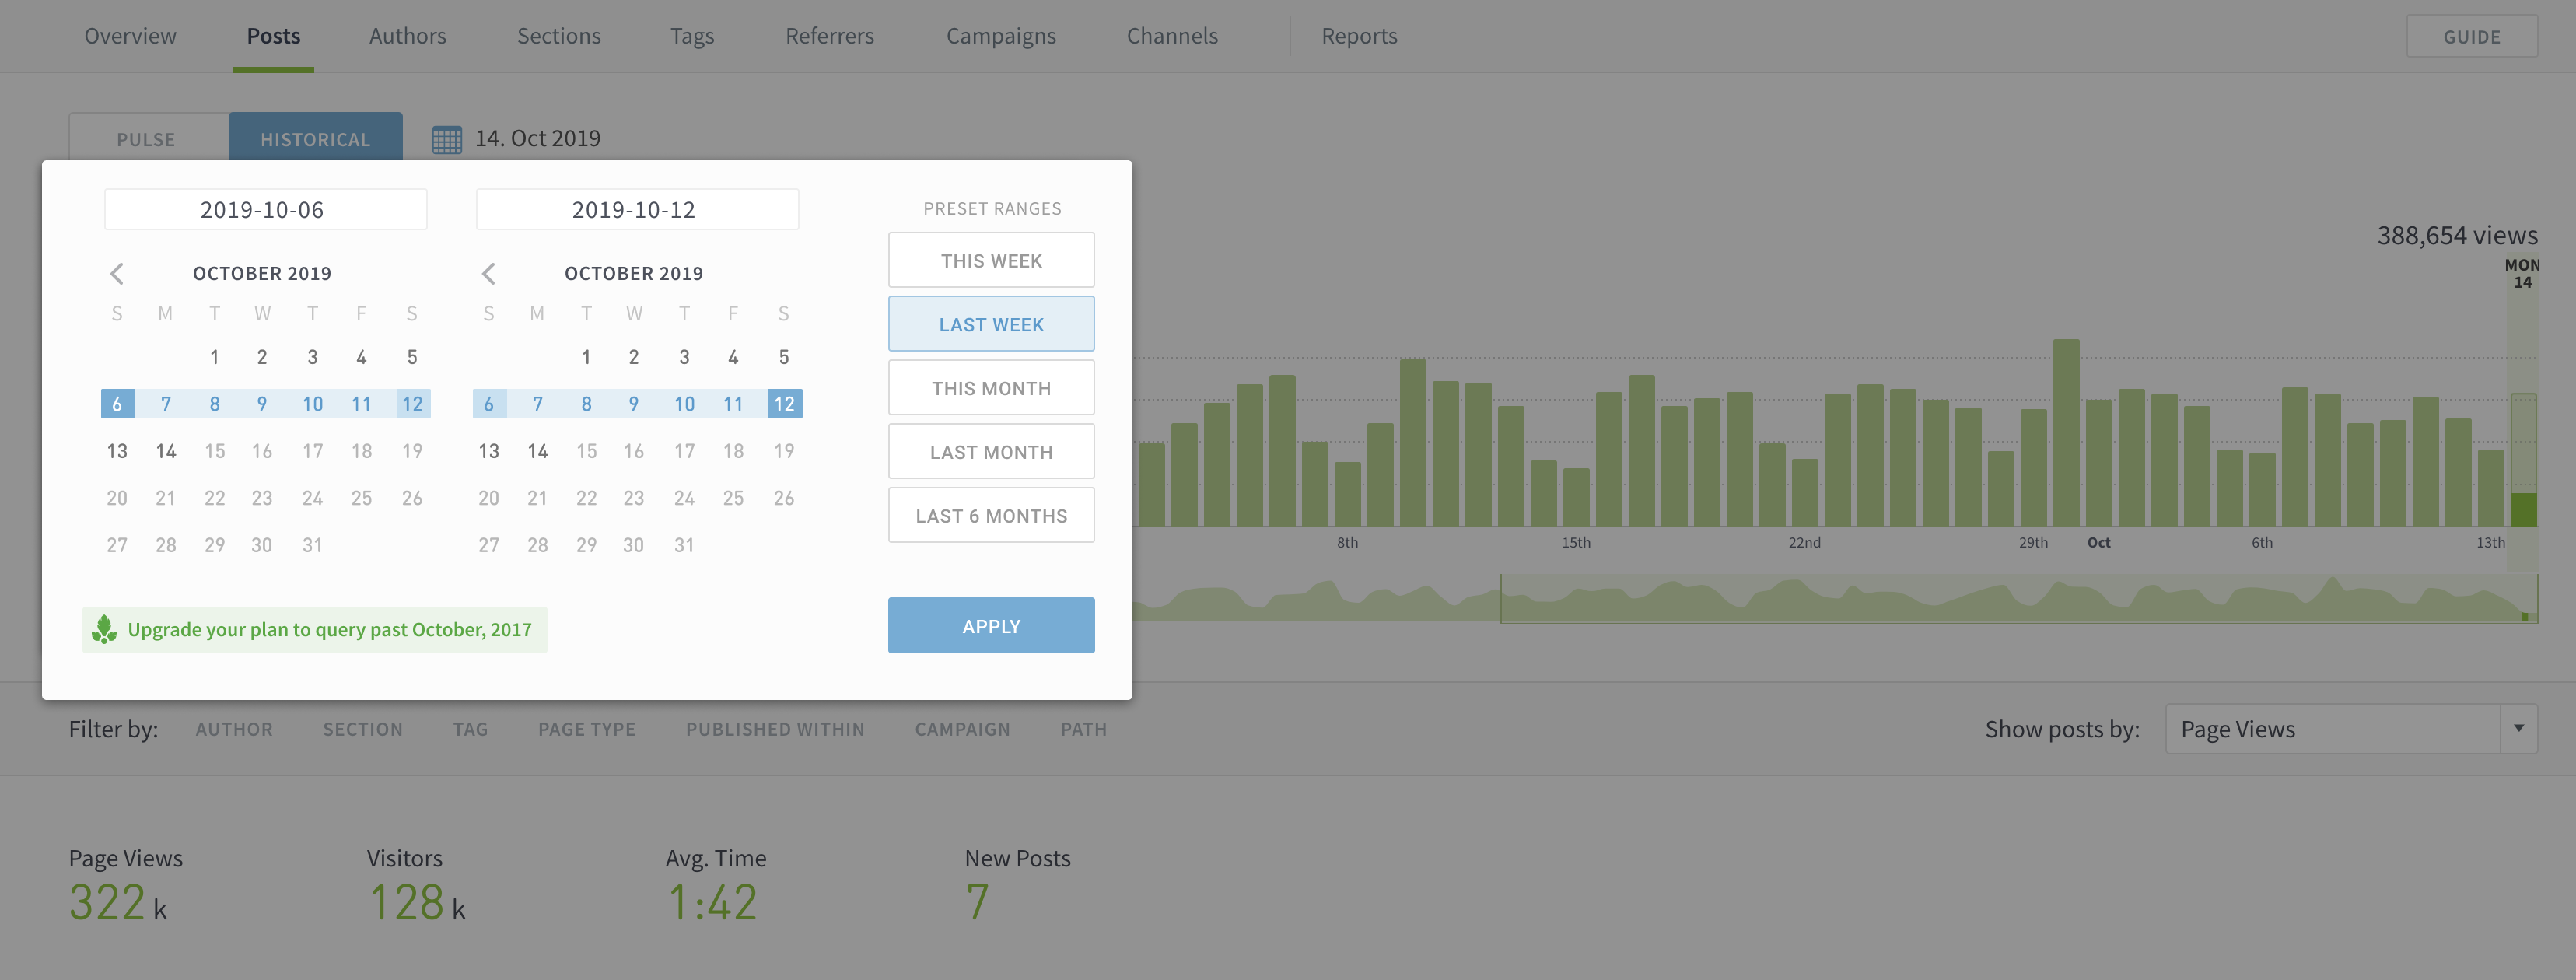 Overview Posts Authors Sections Tags Referrers Campaigns Channels Reports GUIDE
PULSE HISTORICAL 14. Oct 2019
2019-10-06 2019-10-12 PRESET RANGES
388,654 views
THIS WEEK
MON
14
OCTOBER 2019 OCTOBER 2019
S M T W T F S S M T W T F S
LAST WEEK
1 2 3 4 5 1 2 3 4 5
THIS MONTH
6 7 8 9 10 11 12 6 7 8 9 10 11 12
13 14 15 16 17 18 19 13 14 15 16 17 18 19
LAST MONTH
20 21 22 23 24 25 26 20 21 22 23 24 25 26
LAST 6 MONTHS
27 28 29 30 31 27 28 29 30 31
8th 15th 22nd 29th Oct 6th 13th
Upgrade your plan to query past October, 2017
APPLY
Filter by: AUTHOR SECTION TAG PAGE TYPE PUBLISHED WITHIN CAMPAIGN PATH Show posts by: Page Views
Page Views Visitors Avg. Time New Posts
322 k 128 k 1:42 7